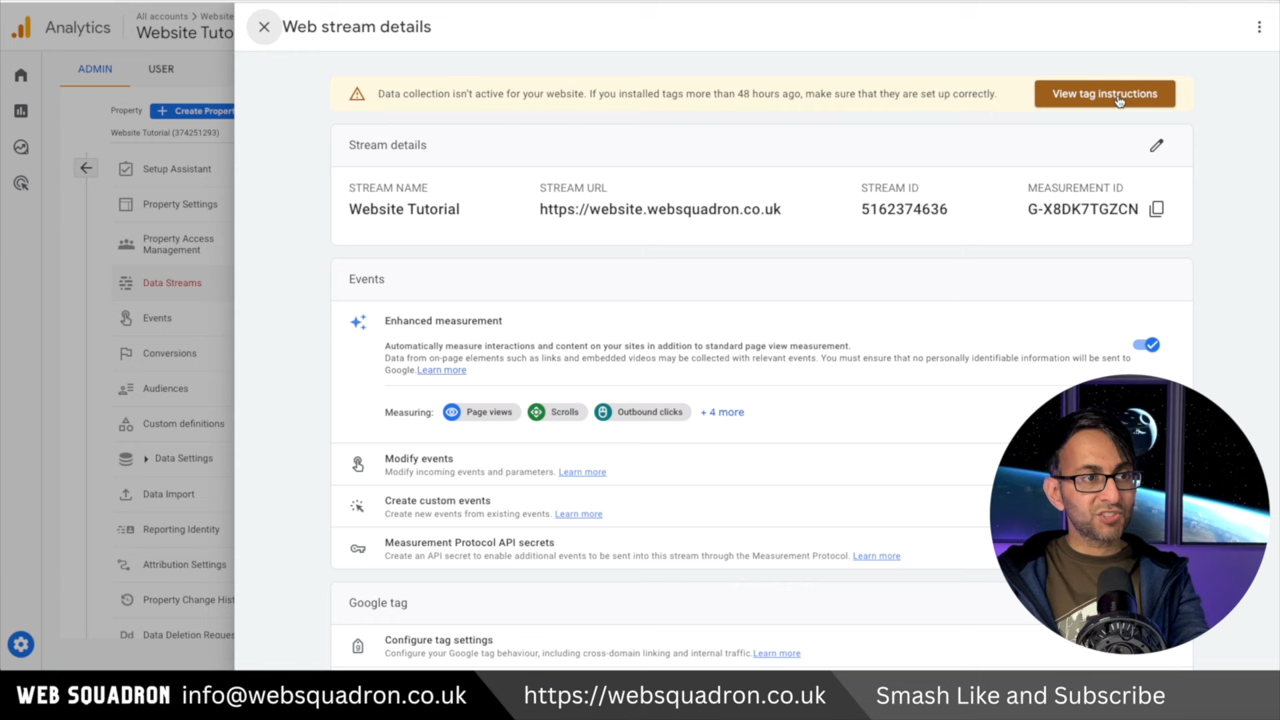 All accounts > Website
Analytics
Website Tuto
Web stream details
ADMIN
USER
Property
Create Propert
Website Tutorial (374251293)
Setup Assistant
Property Settings
Property Access
Management
Data Streams
Events
Conversions
Audiences
Custom definitions
Data Settings
Data Import
Reporting Identity
Attribution Settings
Property Change Hist
Data Deletion Reque
Data collection isn't active for your website. If you installed tags more than 48 hours ago, make sure that they are set up correctly.
View tag instructions
Stream details
STREAM NAME
STREAM URL
STREAM ID
MEASUREMENT ID
Website Tutorial
https://website.websquadron.co.uk
5162374636
G-X8DK7TGZCN
Events
Enhanced measurement
Automatically measure interactions and content on your sites in addition to standard page view measurement.
Data from on-page elements such as links and embedded videos may be collected with relevant events. You must ensure that no personally identifiable information will be sent to
Google. Learn more
Measuring: Page views Scrolls Outbound clicks + 4 more
Modify events
Modify incoming events and parameters. Learn more
Create custom events
Create new events from existing events. Learn more
Measurement Protocol API secrets
Create an API secret to enable additional events to be sent into this stream through the Measurement Protocol. Learn more
Google tag
Configure tag settings
Configure your Google tag behaviour, including cross-domain linking and internal traffic. Learn more
WEB SQUADRON info@websquadron.co.uk https://websquadron.co.uk Smash Like and Subscribe